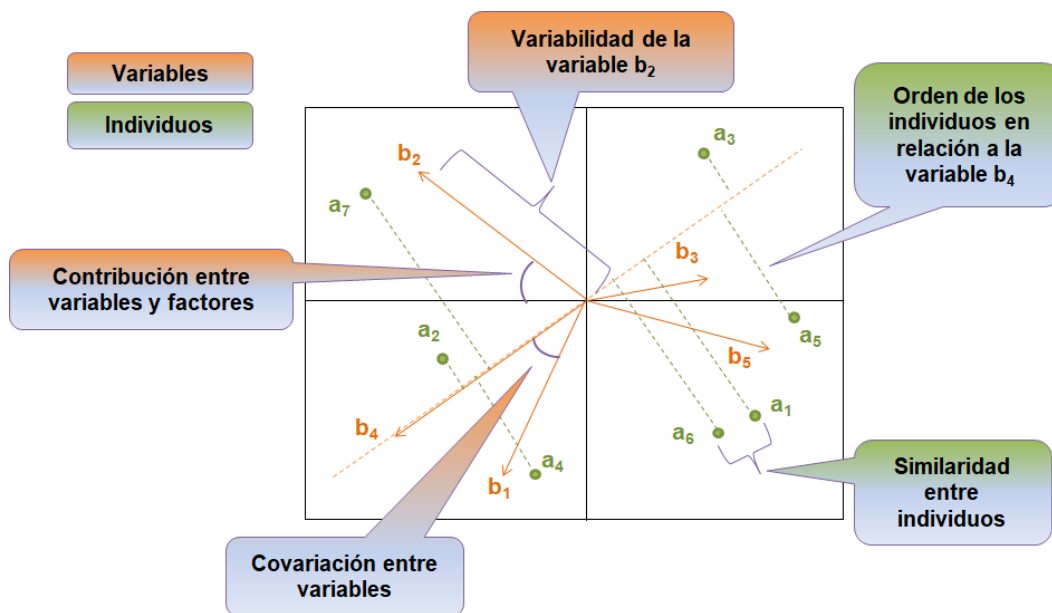 Variabilidad de la
variable b₂
Variables
Individuos
Orden de los
individuos en
relación a la
variable b₄
a₃
b₂
a₇
b₃
Contribución entre
variables y factores
a₂
a₅
b₅
b₄
a₁
a₆
b₁
a₄
Similaridad
entre
individuos
Covariación entre
variables